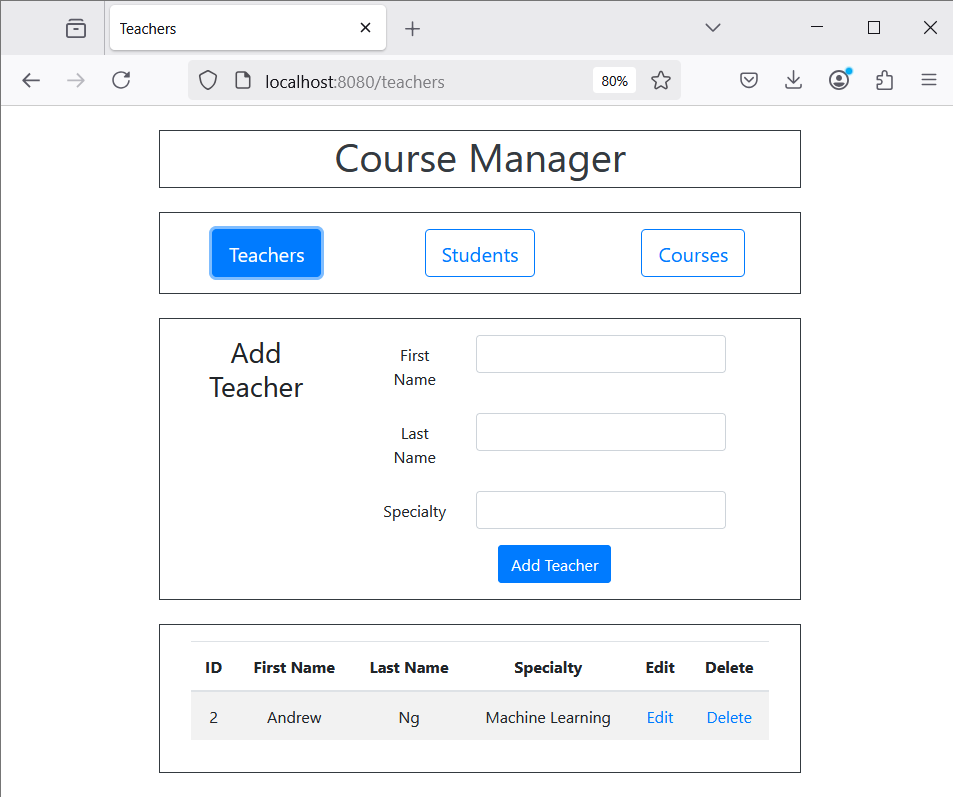 Teachers
localhost:8080/teachers 80%
Course Manager
Teachers Students Courses
Add
Teacher
First
Name
Last
Name
Specialty
Add Teacher
ID First Name Last Name Specialty Edit Delete
2 Andrew Ng Machine Learning Edit Delete